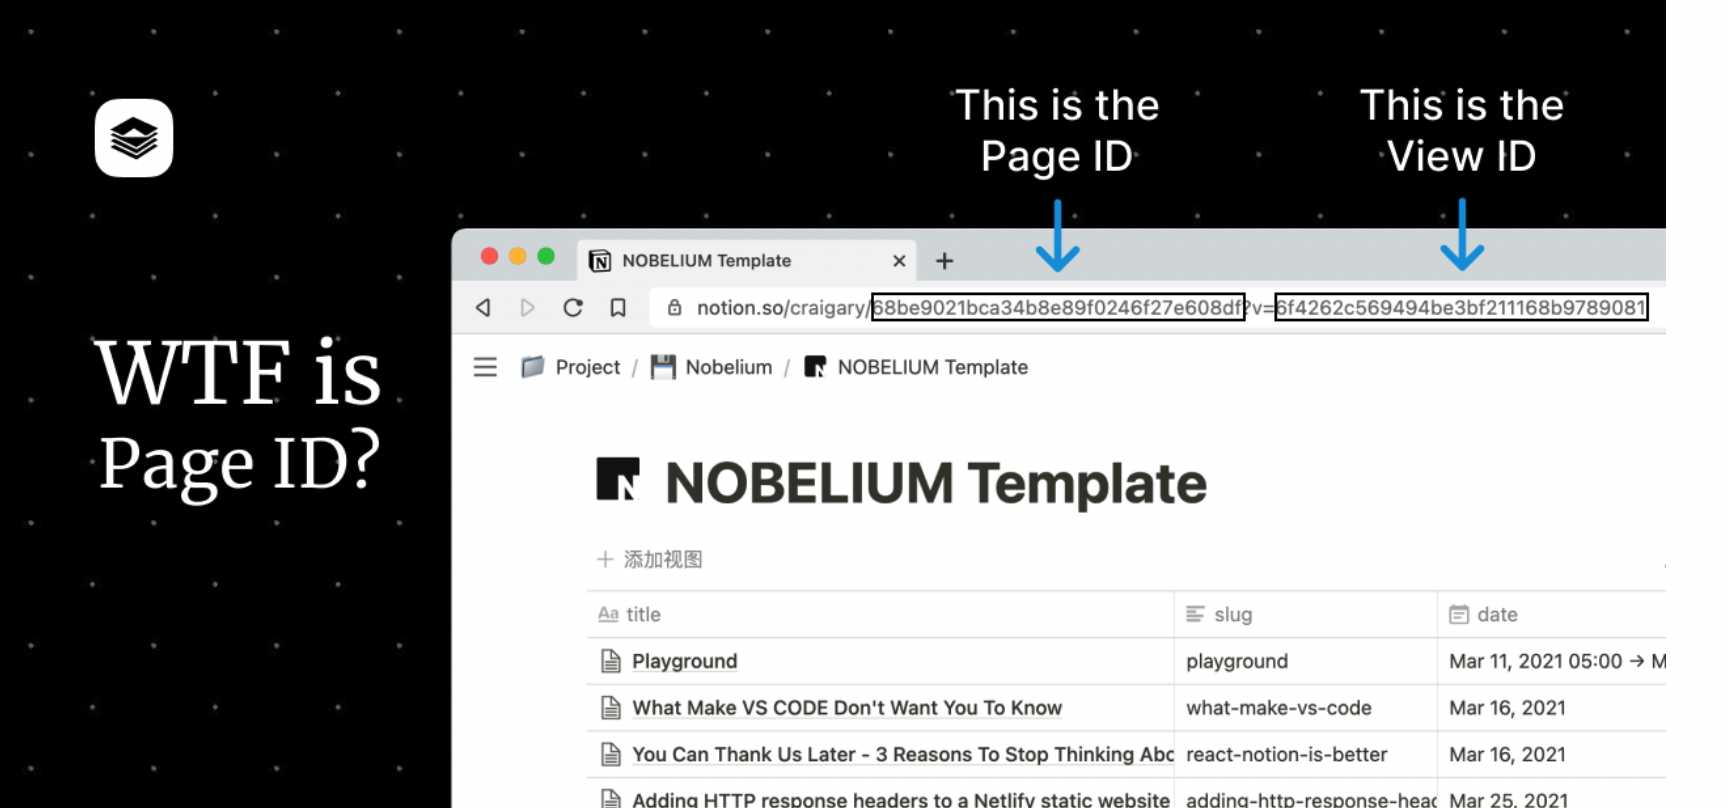 This is the
Page ID
This is the
View ID
WTF is
Page ID?
NOBELIUM Template
notion.so/craigary/68be9021bca34b8e89f0246f27e608df?v=6f4262c569494be3bf211168b9789081
Project / Nobelium / NOBELIUM Template
NOBELIUM Template
添加视图
Aa title slug date
Playground playground Mar 11, 2021 05:00 → M
What Make VS CODE Don't Want You To Know what-make-vs-code Mar 16, 2021
You Can Thank Us Later - 3 Reasons To Stop Thinking Abo react-notion-is-better Mar 16, 2021
Adding HTTP response headers to a Netlify static website adding-http-response-head Mar 25, 2021